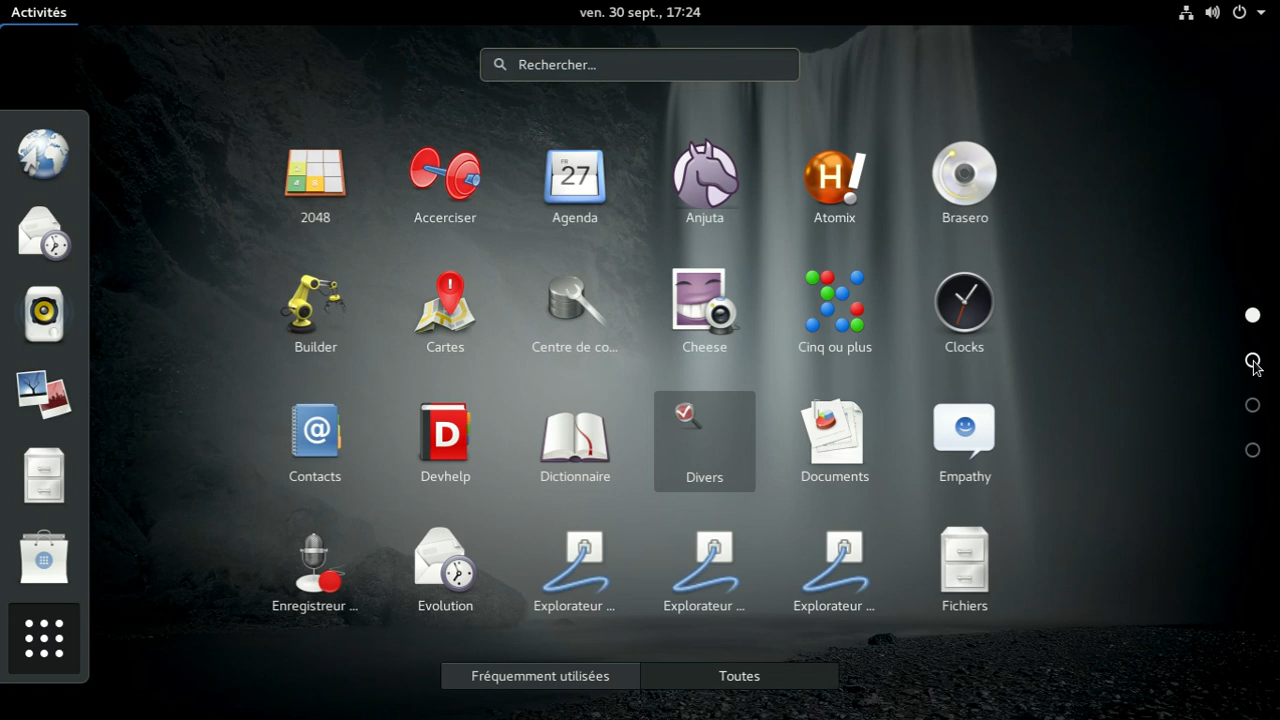 Activités
ven. 30 sept., 17:24
Rechercher...
2048
Accerciser
Agenda
Anjuta
Atomix
Brasero
Builder
Cartes
Centre de co...
Cheese
Cinq ou plus
Clocks
Contacts
Devhelp
Dictionnaire
Divers
Documents
Empathy
Enregistreur ...
Evolution
Explorateur ...
Explorateur ...
Explorateur ...
Fichiers
Fréquemment utilisées
Toutes
FR
27
H!
@
D